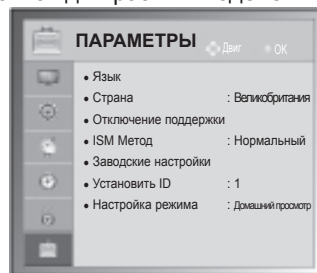 ПАРАМЕТРЫ Двиг OK
• Язык
• Страна : Великобритания
• Отключение поддержки
• ISM Метод : Нормальный
• Заводские настройки
• Установить ID : 1
• Настройка режима : Домашний просмотр